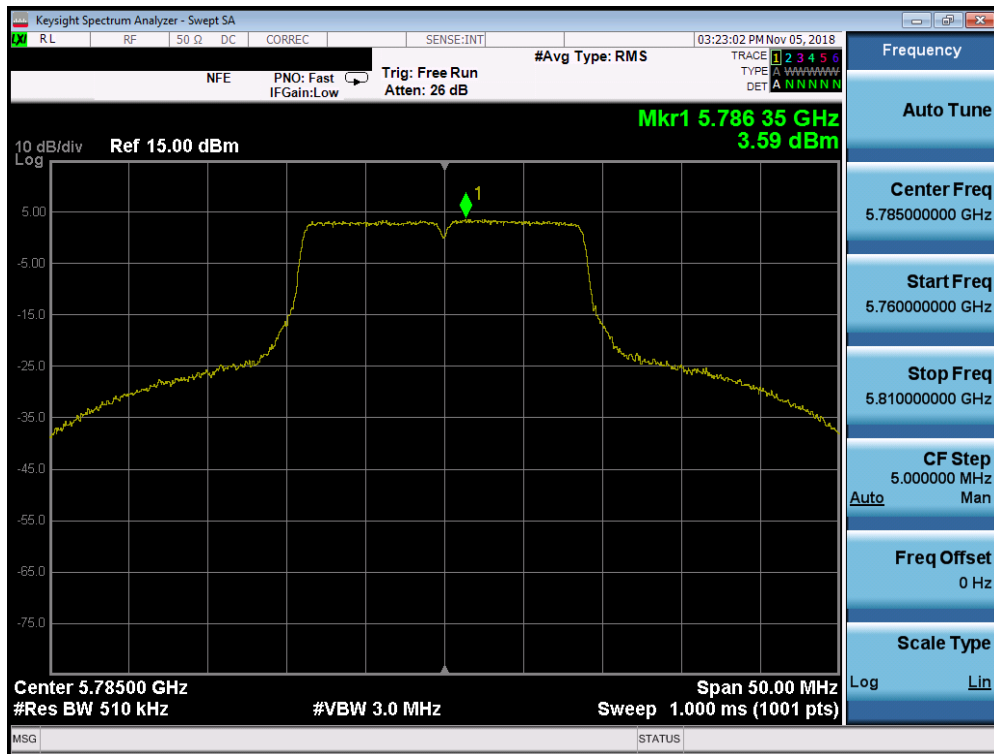 Keysight Spectrum Analyzer - Swept SA
LXI RL RF 50 Ω DC CORREC SENSE:INT 03:23:02 PM Nov 05, 2018
#Avg Type: RMS TRACE 1 2 3 4 5 6
NFE PNO: Fast Trig: Free Run TYPE A WWWWW
IFGain:Low Atten: 26 dB DET A N N N N N
Mkr1 5.786 35 GHz
3.59 dBm
10 dB/div Ref 15.00 dBm
Log
1
5.00
-5.00
-15.0
-25.0
-35.0
-45.0
-55.0
-65.0
-75.0
Center 5.78500 GHz Span 50.00 MHz
#Res BW 510 kHz #VBW 3.0 MHz Sweep 1.000 ms (1001 pts)
MSG STATUS
Frequency
Auto Tune
Center Freq
5.785000000 GHz
Start Freq
5.760000000 GHz
Stop Freq
5.810000000 GHz
CF Step
5.000000 MHz
Auto Man
Freq Offset
0 Hz
Scale Type
Log Lin